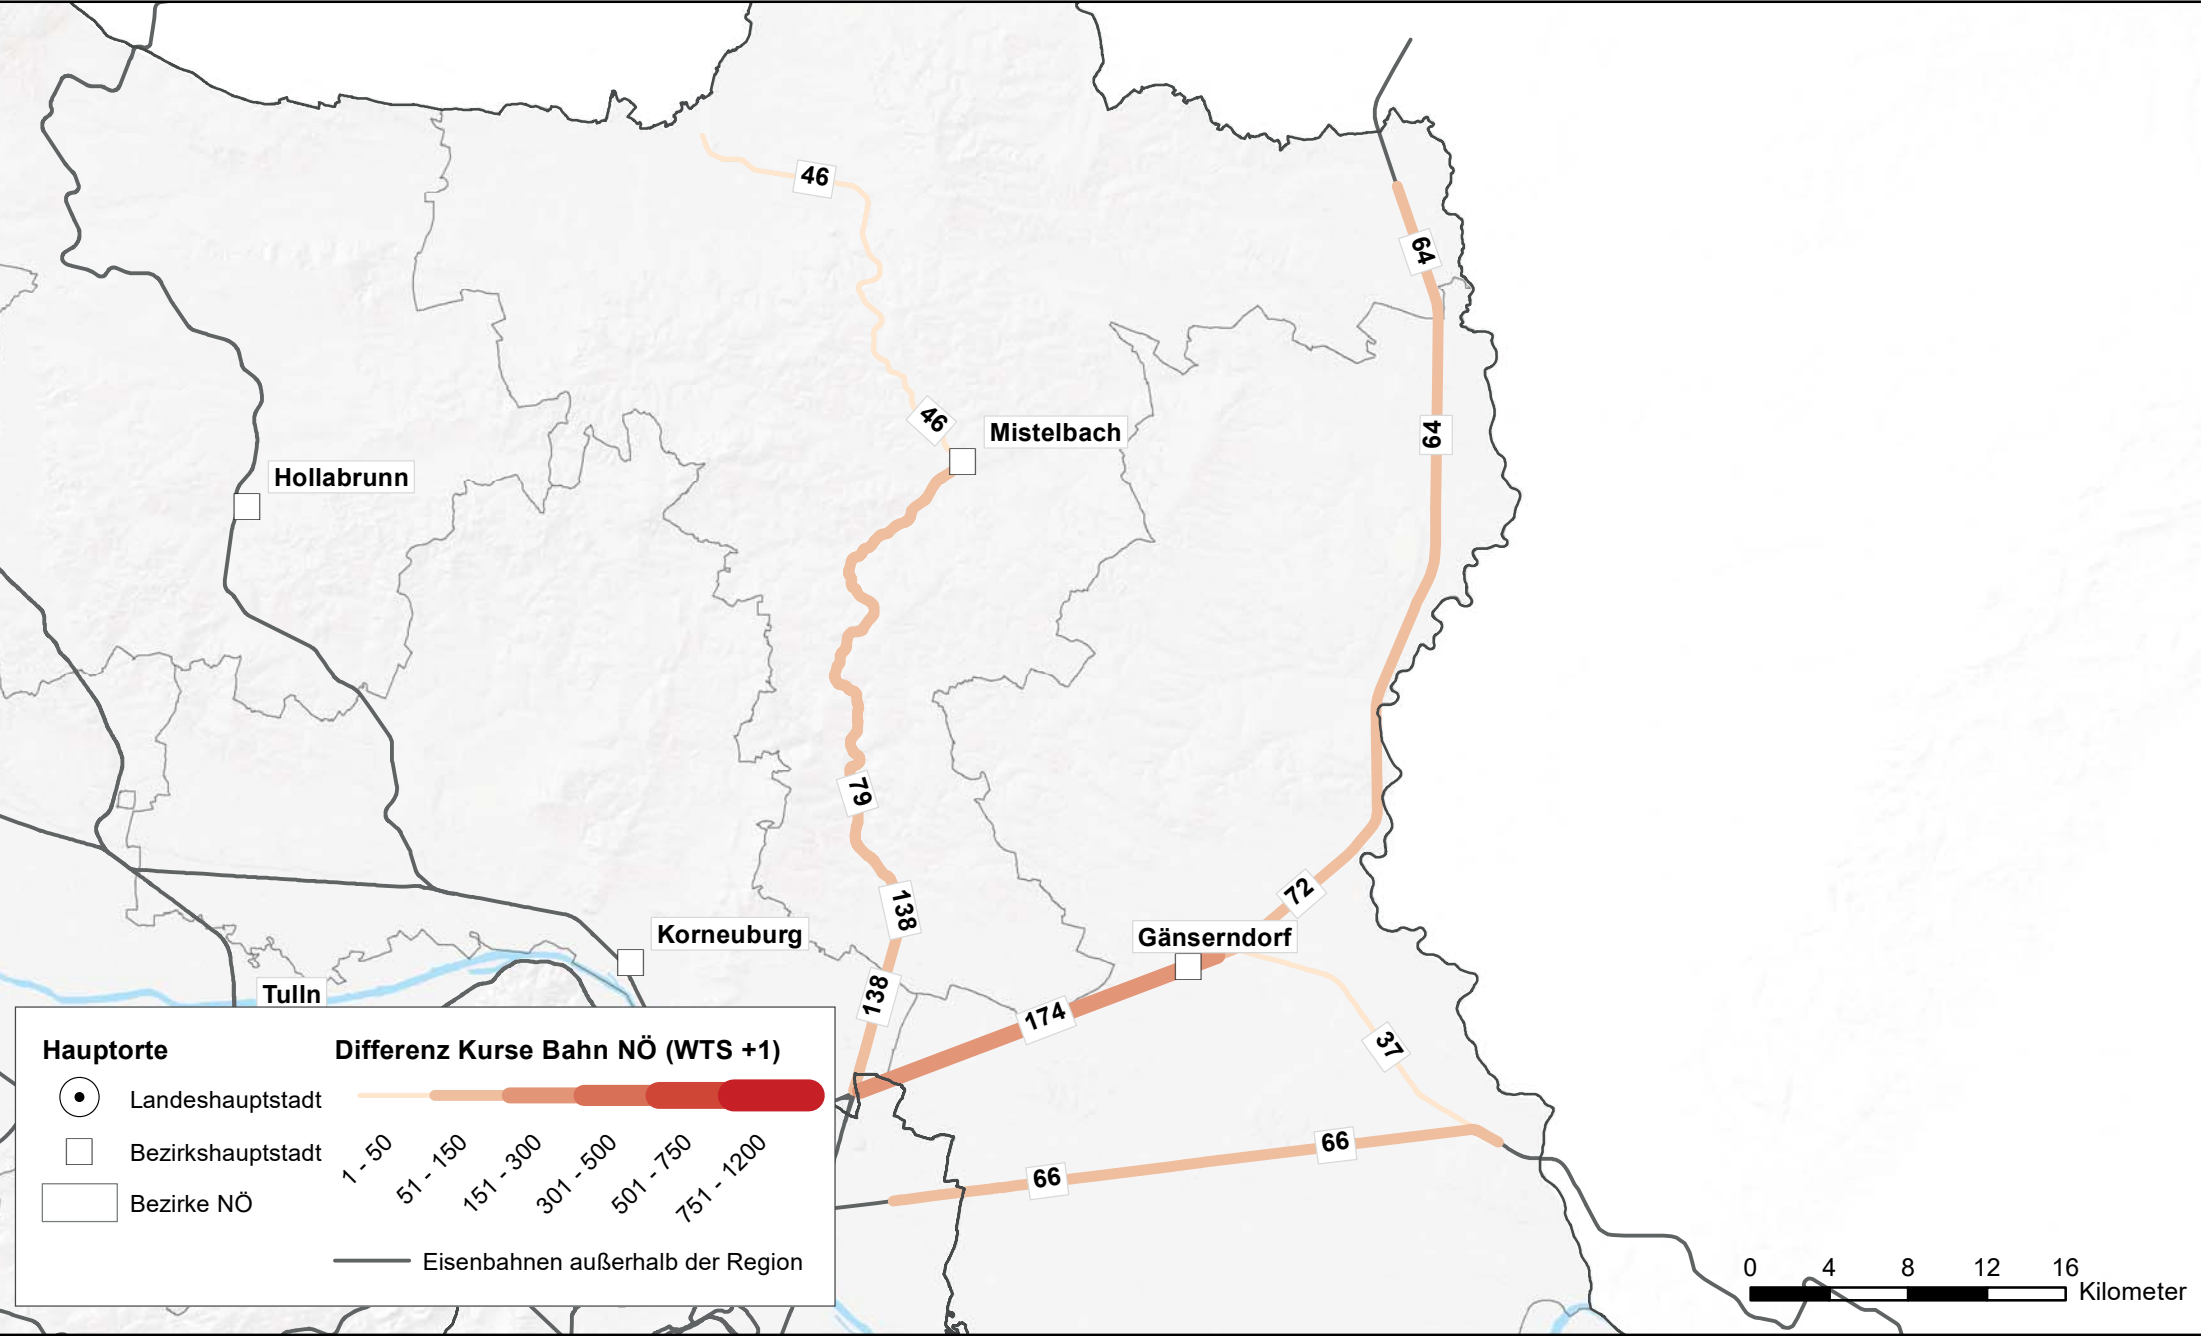 46
64
46
Mistelbach
64
Hollabrunn
79
72
138
Korneuburg
Gänserndorf
Tulln
138
174
37
Hauptorte
Differenz Kurse Bahn NÖ (WTS +1)
Landeshauptstadt
Bezirkshauptstadt
1 - 50
51 - 150
151 - 300
301 - 500
501 - 750
751 - 1200
Bezirke NÖ
Eisenbahnen außerhalb der Region
66
66
0 4 8 12 16
Kilometer